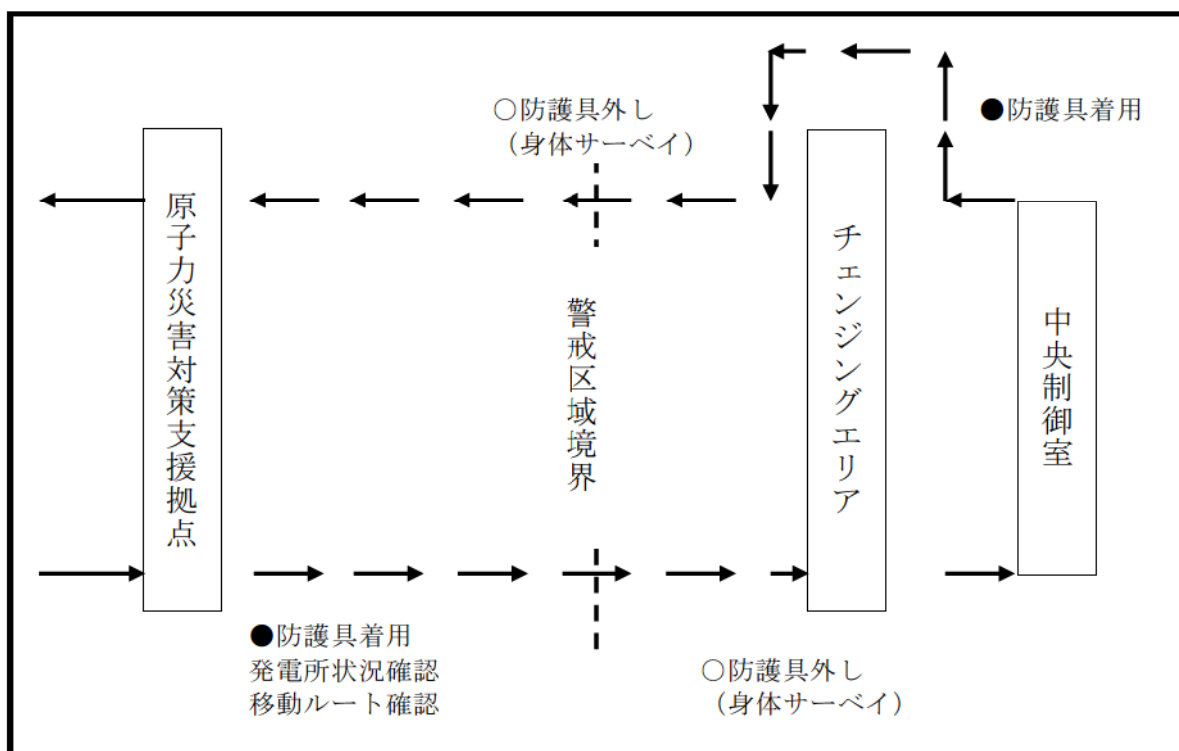 ○防護具外し
（身体サーベイ）
●防護具着用
原子力災害対策支援拠点
警戒区域境界
チェンジングエリア
中央制御室
●防護具着用
発電所状況確認
移動ルート確認
○防護具外し
（身体サーベイ）